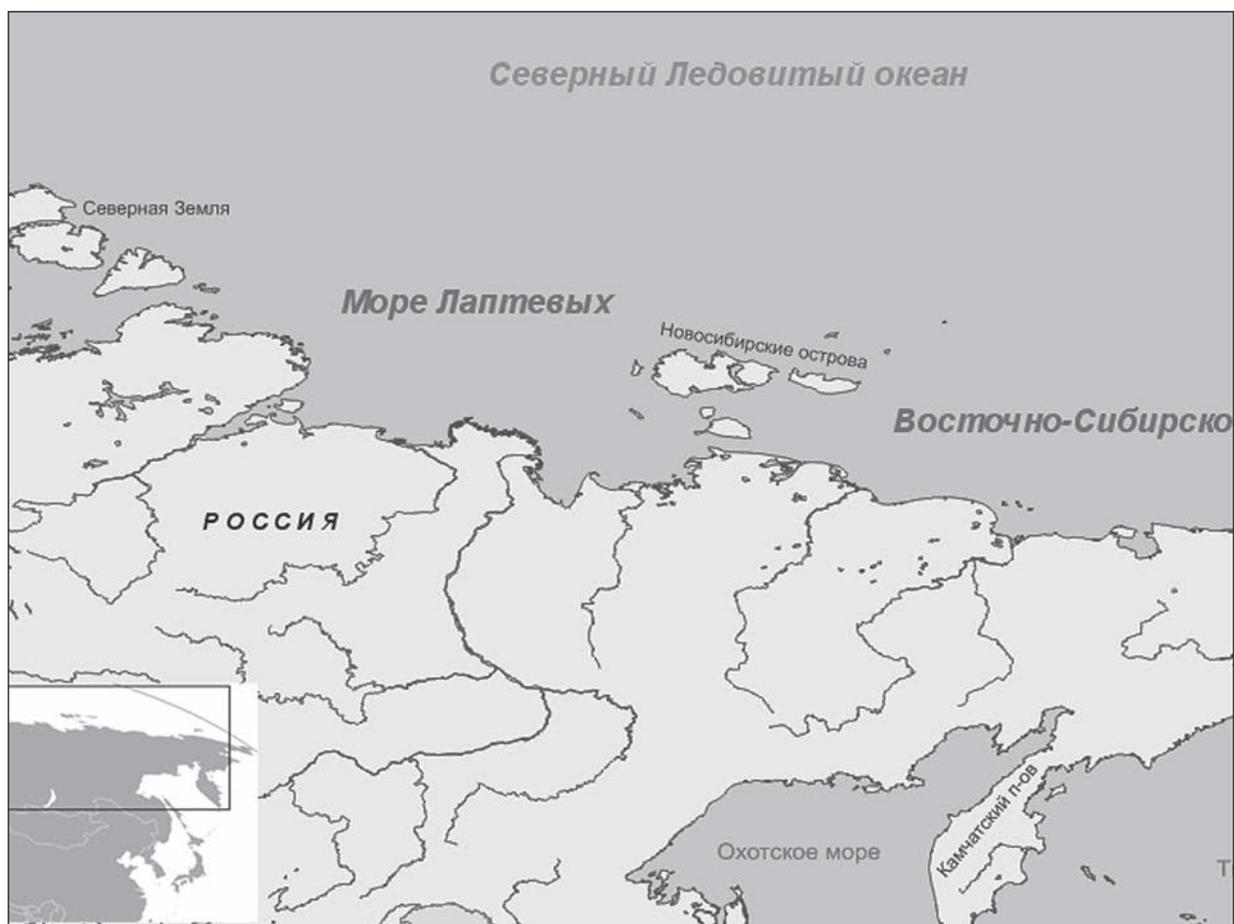 Северный Ледовитый океан
Северная Земля
Море Лаптевых
Новосибирские острова
Восточно-Сибирско
РОССИЯ
Камчатский п-ов
Охотское море